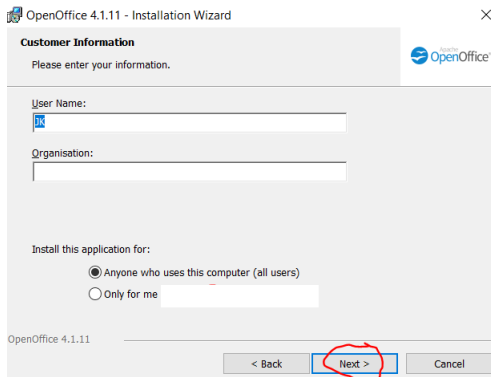 OpenOffice 4.1.11 - Installation Wizard
Customer Information
Please enter your information.
Apache
OpenOffice
User Name:
JK
Organisation:
Install this application for:
Anyone who uses this computer (all users)
Only for me
OpenOffice 4.1.11
< Back
Next >
Cancel